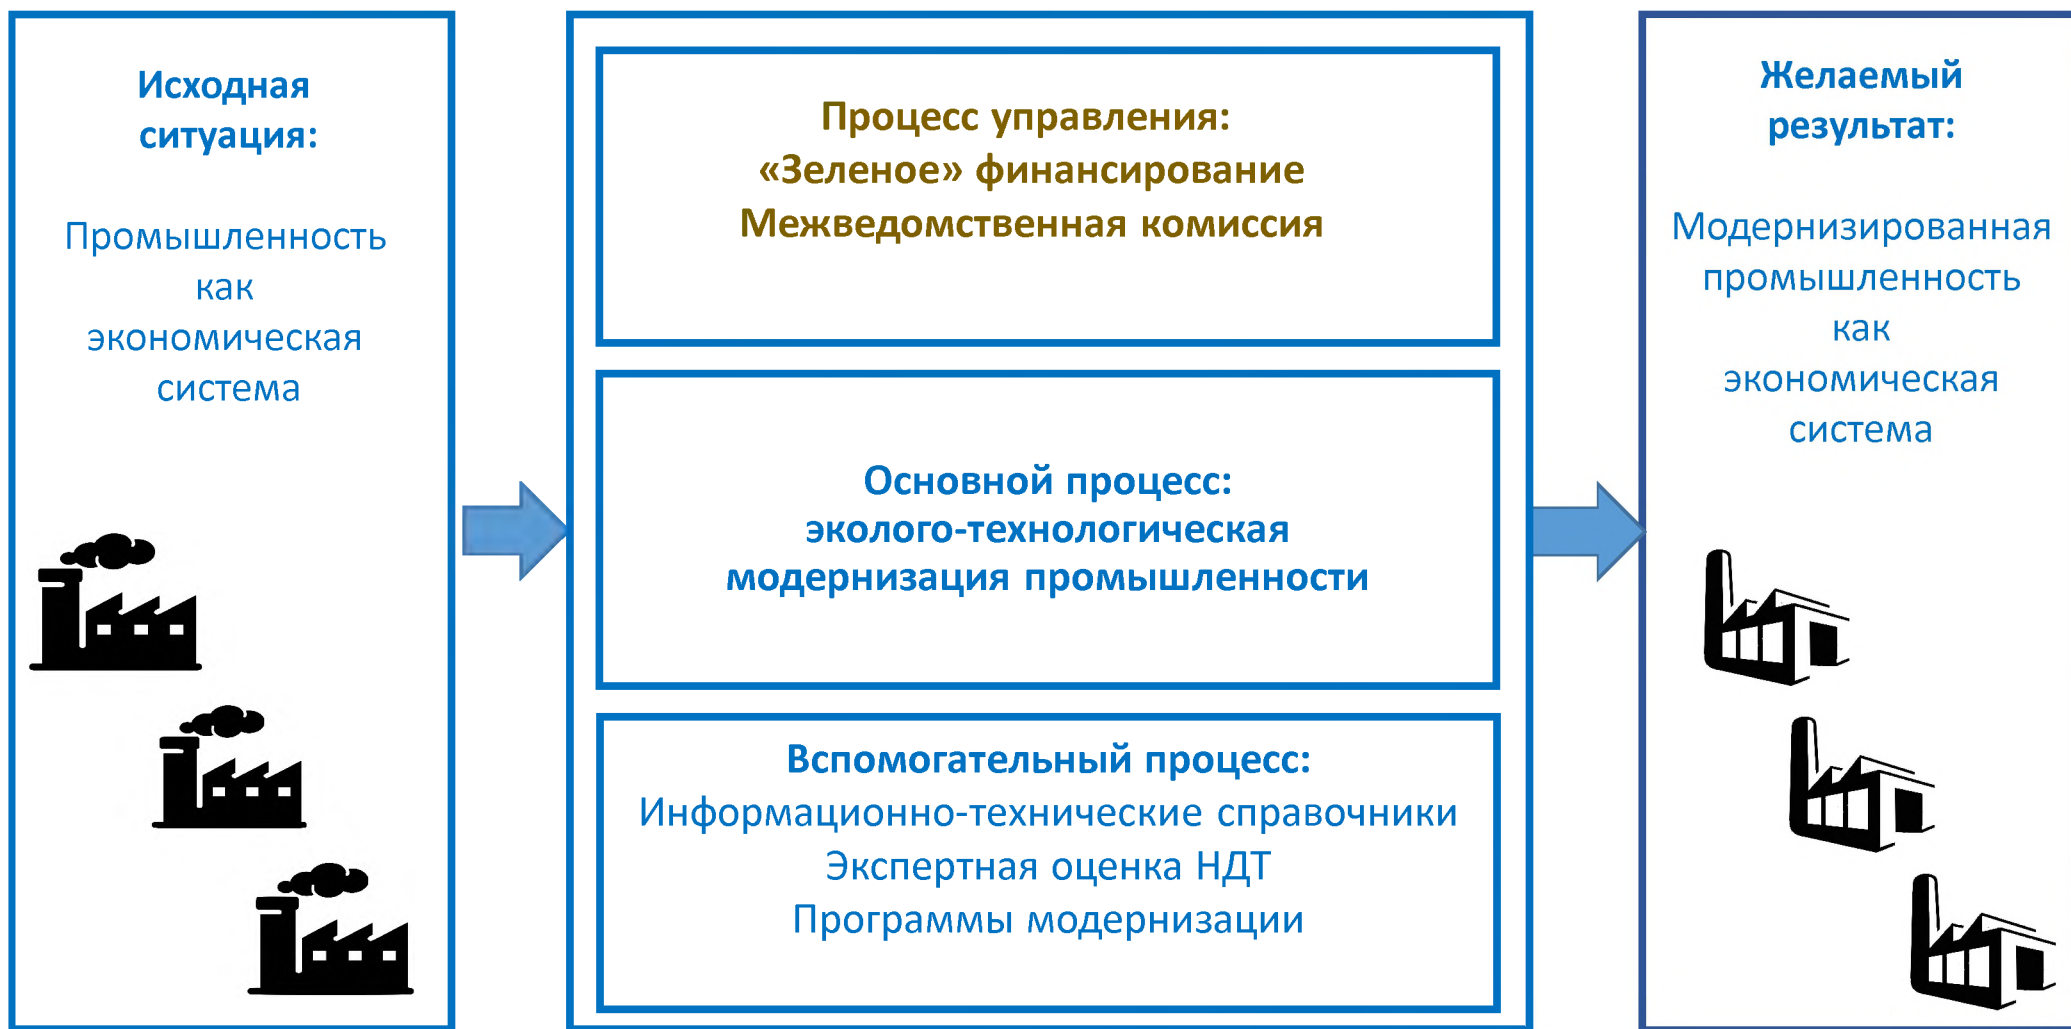 Исходная
ситуация:
Промышленность
как
экономическая
система
Процесс управления:
«Зеленое» финансирование
Межведомственная комиссия
Основной процесс:
эколого-технологическая
модернизация промышленности
Вспомогательный процесс:
Информационно-технические справочники
Экспертная оценка НДТ
Программы модернизации
Желаемый
результат:
Модернизированная
промышленность
как
экономическая
система